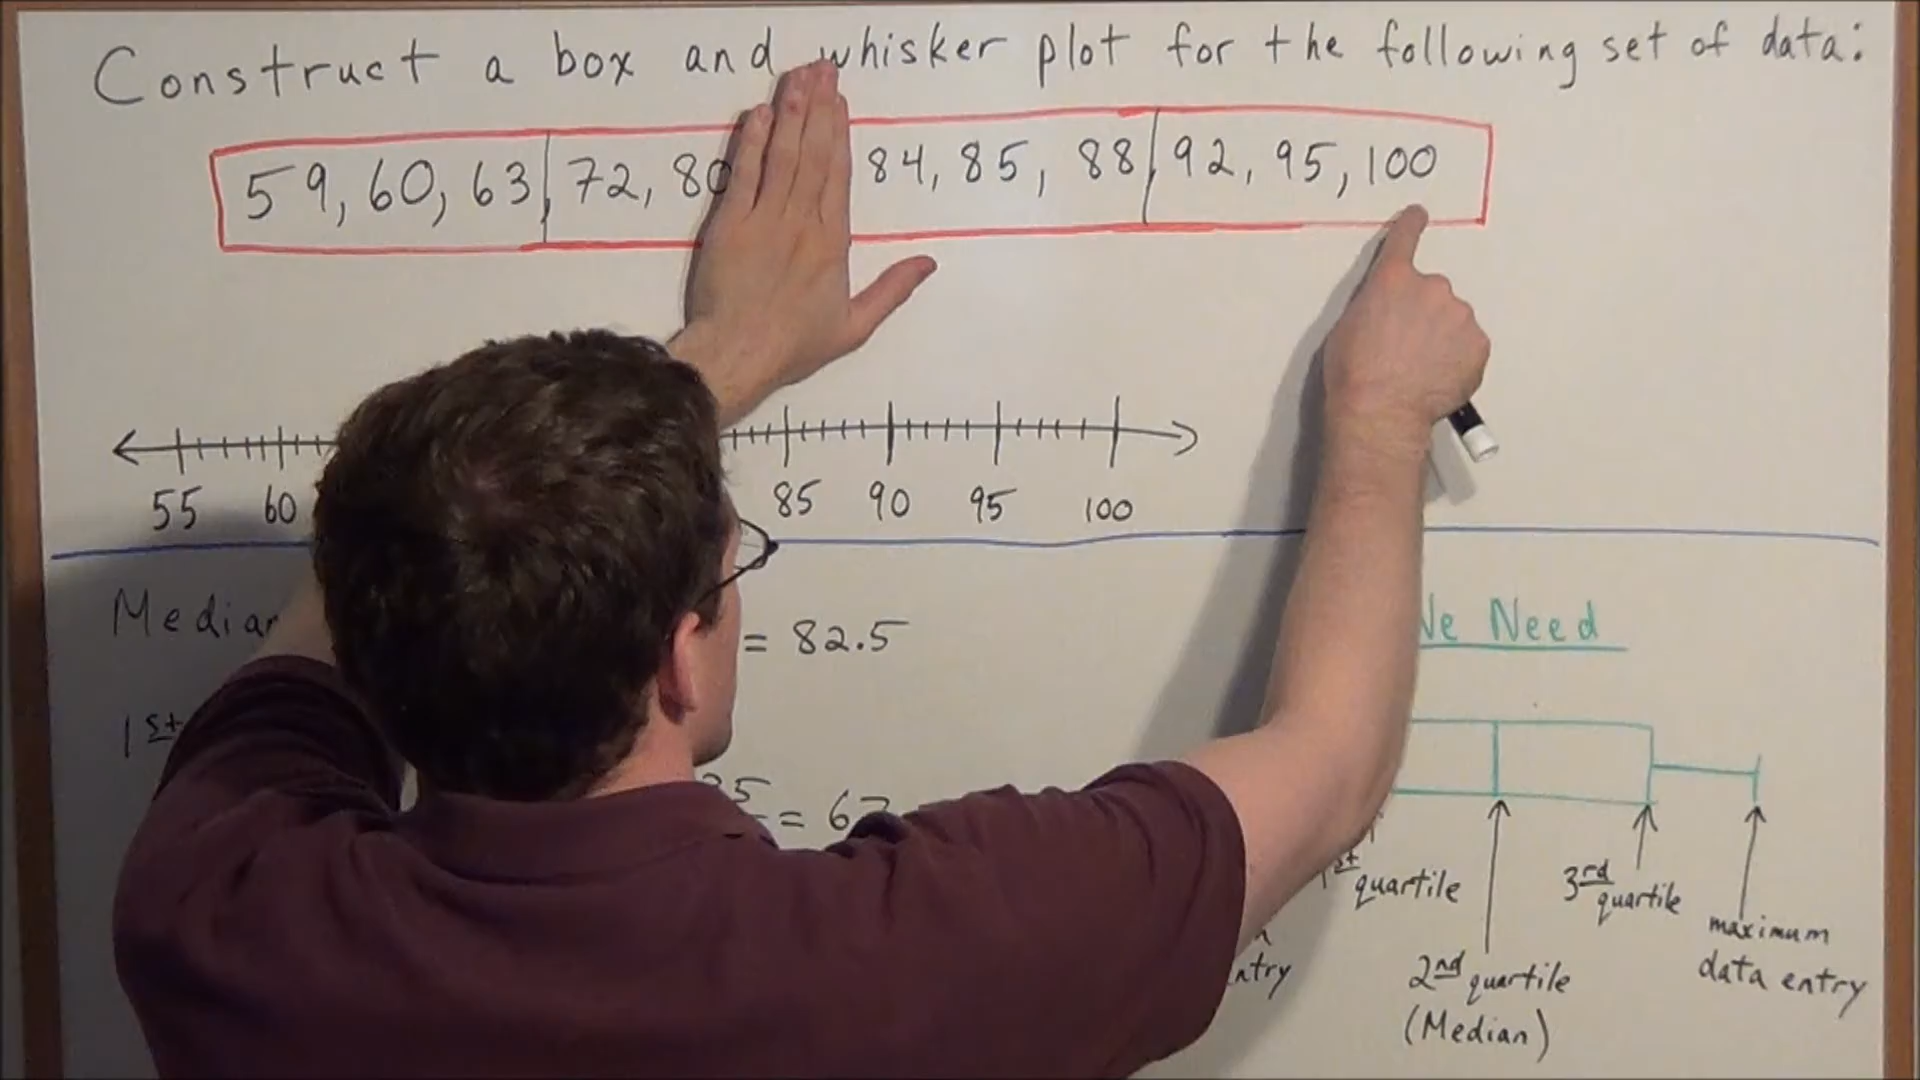 Construct a box and whisker plot for the following set of data:
59, 60, 63, 72, 80 84, 85, 88, 92, 95, 100
55 60 85 90 95 100
Median = 82.5
1st
= 67
We Need
1st quartile
3rd quartile
maximum data entry
2nd quartile
(Median)